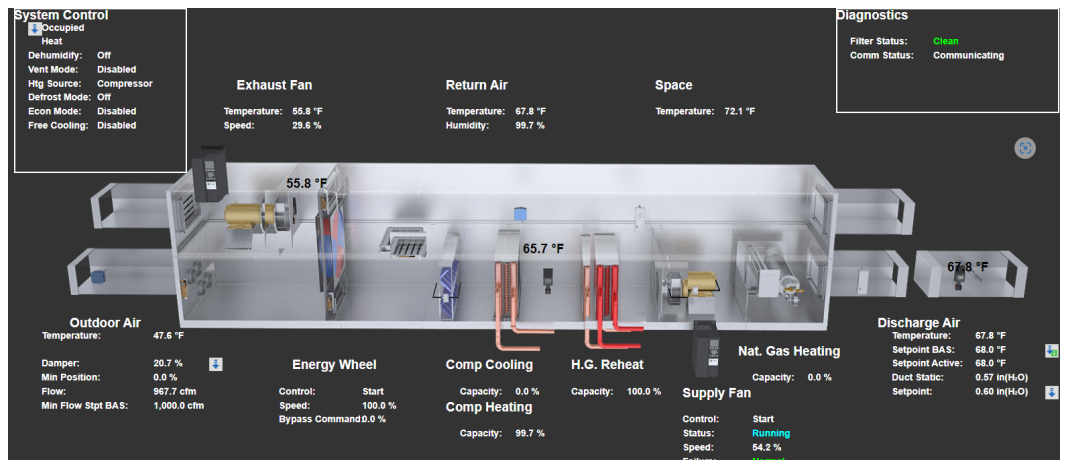 System Control
Occupied
Heat
Dehumidify: Off
Vent Mode: Disabled
Htg Source: Compressor
Defrost Mode: Off
Econ Mode: Disabled
Free Cooling: Disabled
Diagnostics
Filter Status: Clean
Comm Status: Communicating
Exhaust Fan
Temperature: 55.8 °F
Speed: 29.6 %
Return Air
Temperature: 67.8 °F
Humidity: 99.7 %
Space
Temperature: 72.1 °F
55.8 °F
65.7 °F
67.8 °F
Outdoor Air
Temperature: 47.6 °F
Damper: 20.7 %
Min Position: 0.0 %
Flow: 967.7 cfm
Min Flow Stpt BAS: 1,000.0 cfm
Energy Wheel
Control: Start
Speed: 100.0 %
Bypass Command: 0.0 %
Comp Cooling
Capacity: 0.0 %
Comp Heating
Capacity: 99.7 %
H.G. Reheat
Capacity: 100.0 %
Supply Fan
Control: Start
Status: Running
Speed: 54.2 %
Failure: Normal
Nat. Gas Heating
Capacity: 0.0 %
Discharge Air
Temperature: 67.8 °F
Setpoint BAS: 68.0 °F
Setpoint Active: 68.0 °F
Duct Static: 0.57 in(H₂O)
Setpoint: 0.60 in(H₂O)